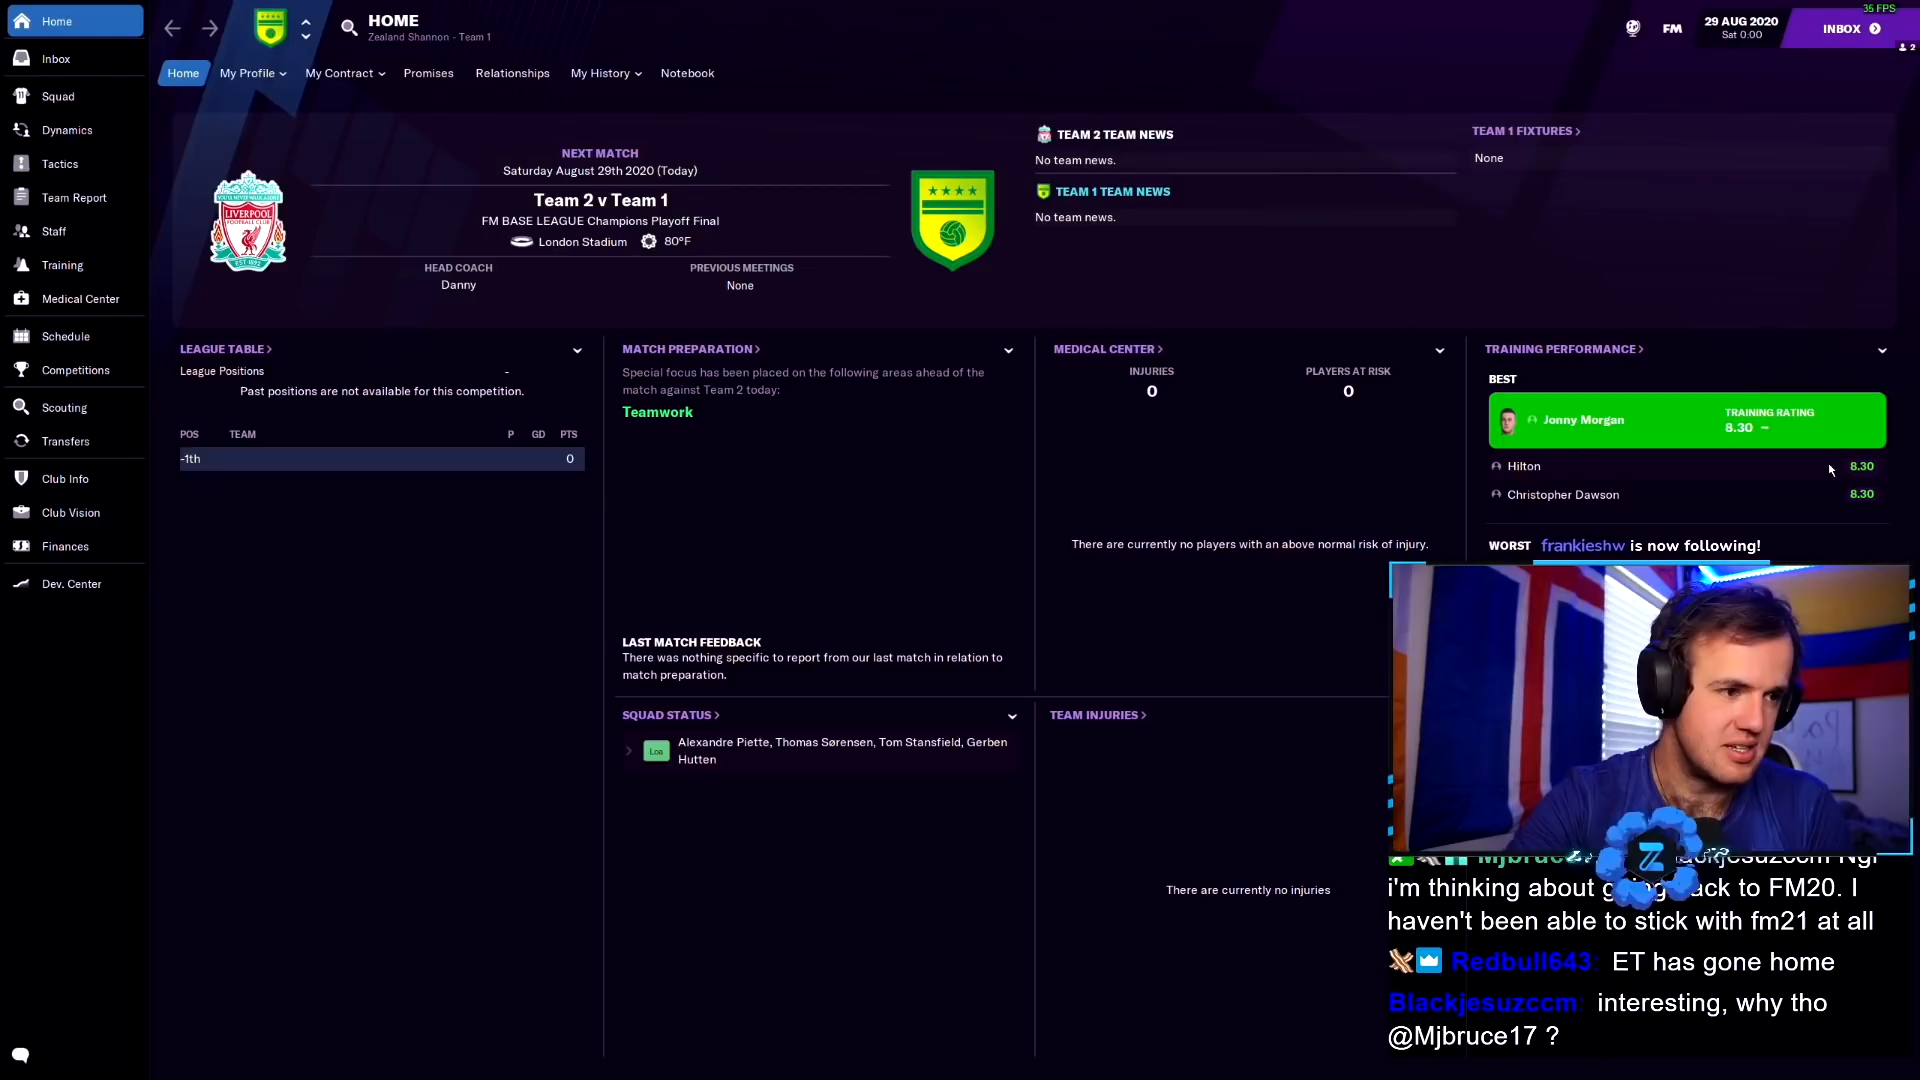 35 FPS
Home
HOME
Zealand Shannon - Team 1
FM
29 AUG 2020
Sat 0:00
INBOX
2
Inbox
Squad
Dynamics
Tactics
Team Report
Staff
Training
Medical Center
Schedule
Competitions
Scouting
Transfers
Club Info
Club Vision
Finances
Dev. Center
Home
My Profile
My Contract
Promises
Relationships
My History
Notebook
NEXT MATCH
Saturday August 29th 2020 (Today)
Team 2 v Team 1
FM BASE LEAGUE Champions Playoff Final
London Stadium
80°F
HEAD COACH
Danny
PREVIOUS MEETINGS
None
LIVERPOOL
FOOTBALL CLUB
TEAM 2 TEAM NEWS
No team news.
TEAM 1 TEAM NEWS
No team news.
TEAM 1 FIXTURES >
None
LEAGUE TABLE >
League Positions -
Past positions are not available for this competition.
POS TEAM P GD PTS
-1th 0
MATCH PREPARATION >
Special focus has been placed on the following areas ahead of the
match against Team 2 today:
Teamwork
LAST MATCH FEEDBACK
There was nothing specific to report from our last match in relation to
match preparation.
SQUAD STATUS >
Loa
Alexandre Piette, Thomas Sørensen, Tom Stansfield, Gerben
Hutten
MEDICAL CENTER >
INJURIES
0
PLAYERS AT RISK
0
There are currently no players with an above normal risk of injury.
TEAM INJURIES >
There are currently no injuries
TRAINING PERFORMANCE >
BEST
Jonny Morgan
TRAINING RATING
8.30 –
Hilton 8.30
Christopher Dawson 8.30
WORST
frankieshw is now following!
i'm thinking about going back to FM20. I
haven't been able to stick with fm21 at all
Redbull643: ET has gone home
Blackjesuzccm: interesting, why tho
@Mjbruce17 ?